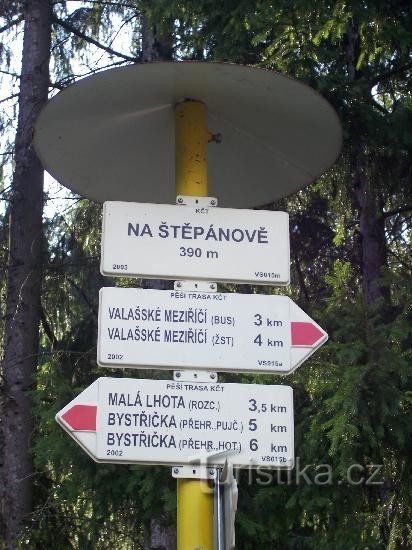 KČT
NA ŠTĚPÁNOVĚ
390 m
2003 VS015m
PĚŠÍ TRASA KČT
VALAŠSKÉ MEZIŘÍČÍ (BUS) 3 km
VALAŠSKÉ MEZIŘÍČÍ (ŽST) 4 km
2002 VS015a
PĚŠÍ TRASA KČT
MALÁ LHOTA (ROZC.) 3,5 km
BYSTŘIČKA (PŘEHR.,PUJČ.) 5 km
BYSTŘIČKA (PŘEHR.,HOT.) 6 km
2002 VS015b
Turistika.cz